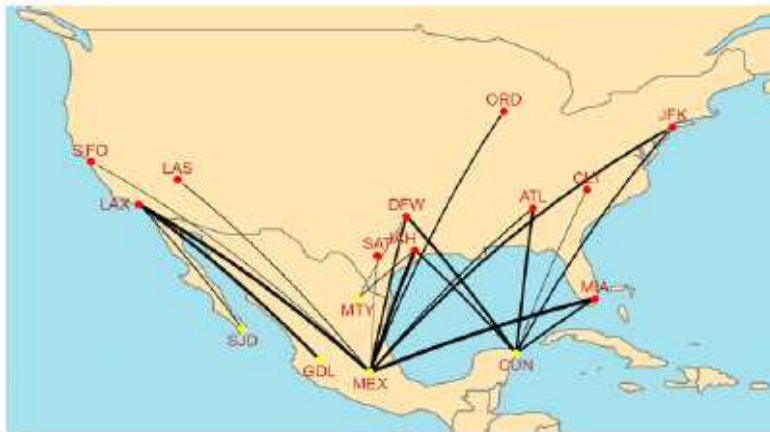 ORD
JFK
SFO
LAS
CLT
LAX
DFW
ATL
SAT
IAH
MTY
MIA
SJD
GDL
MEX
CUN